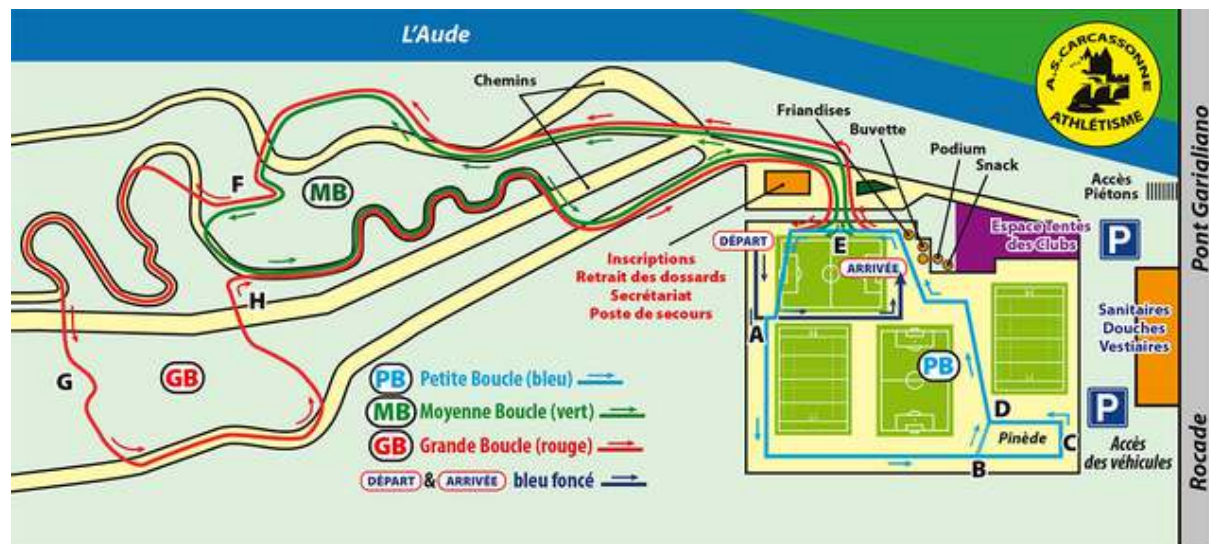 L'Aude
A.S.CARCASSONNE
ATHLÉTISME
Chemins
Friandises
Buvette
Podium
Snack
Accès
Piétons
Pont Garigliano
F
MB
DÉPART
E
ARRIVÉE
Espace Tentes
des Clubs
P
Inscriptions
Retrait des dossards
Secrétariat
Poste de secours
H
A
Sanitaires
Douches
Vestiaires
G
GB
PB
PB Petite Boucle (bleu)
MB Moyenne Boucle (vert)
GB Grande Boucle (rouge)
DÉPART & ARRIVÉE bleu foncé
D
Pinède
C
B
P
Accès
des véhicules
Rocade